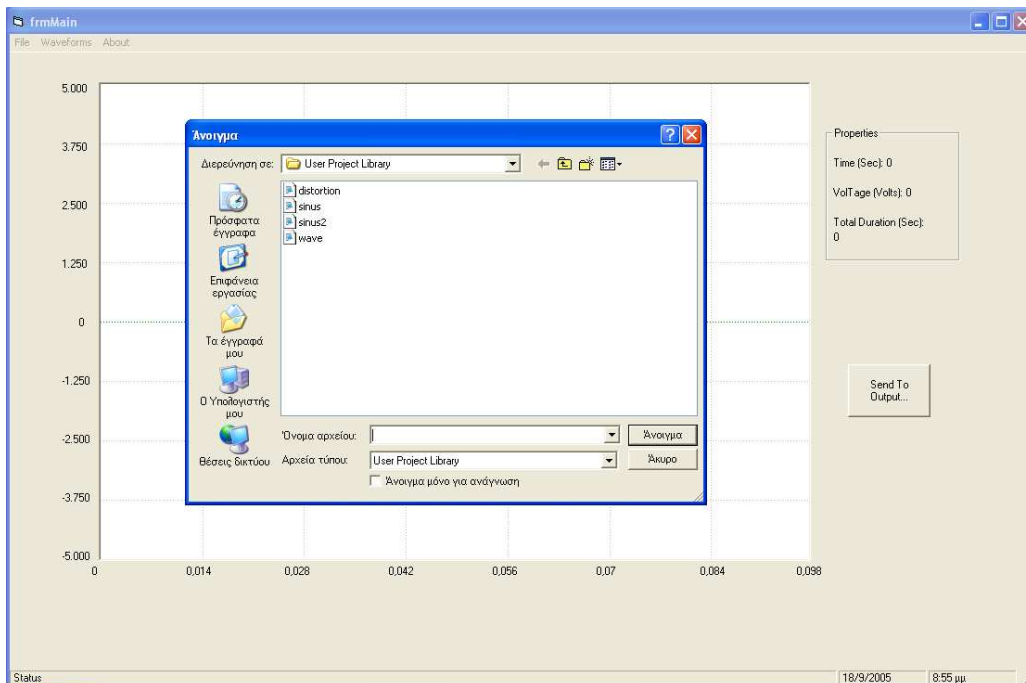 frmMain
File Waveforms About
5.000
3.750
2.500
1.250
0
-1.250
-2.500
-3.750
-5.000
0 0,014 0,028 0,042 0,056 0,07 0,084 0,098
Άνοιγμα
Διερεύνηση σε: User Project Library
Πρόσφατα
έγγραφα
Επιφάνεια
εργασίας
Τα έγγραφά
μου
Ο Υπολογιστής
μου
Θέσεις δικτύου
distortion
sinus
sinus2
wave
Όνομα αρχείου: Άνοιγμα
Αρχεία τύπου: User Project Library Άκυρο
Άνοιγμα μόνο για ανάγνωση
Properties
Time (Sec): 0
VolTage (Volts): 0
Total Duration (Sec):
0
Send To
Output...
Status 18/9/2005 8:55 μμ